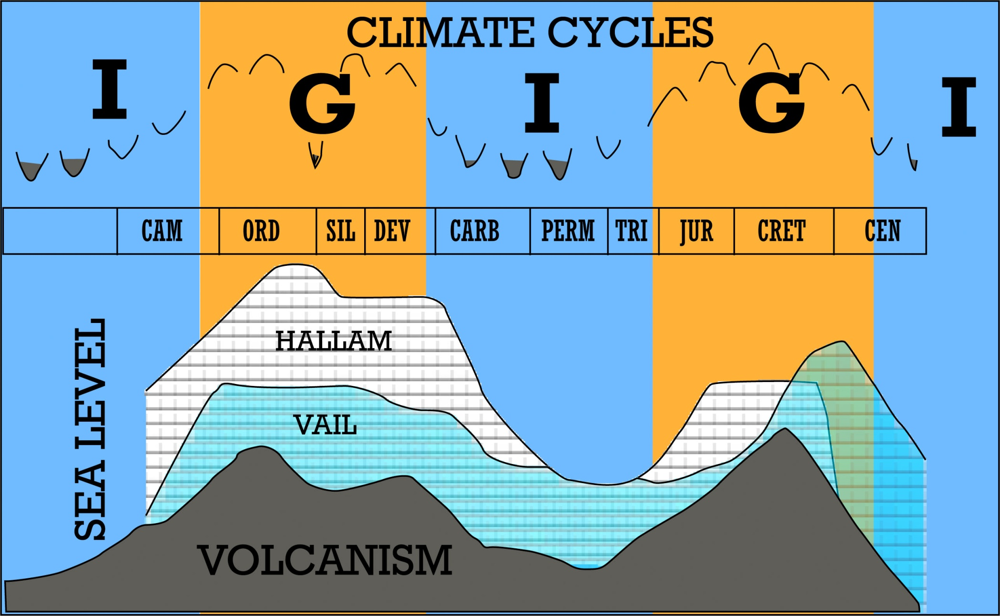 CLIMATE CYCLES
I G I G I
CAM ORD SIL DEV CARB PERM TRI JUR CRET CEN
SEA LEVEL
HALLAM
VAIL
VOLCANISM